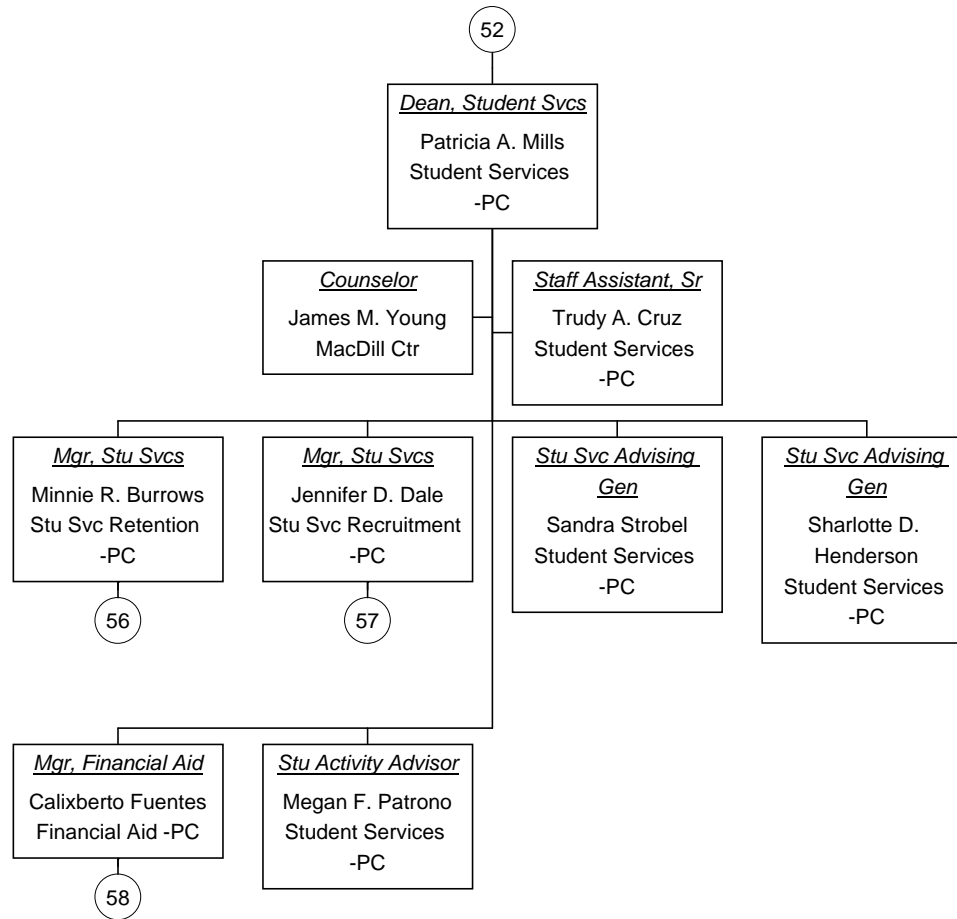 52
Dean, Student Svcs
Patricia A. Mills
Student Services
-PC
Counselor
James M. Young
MacDill Ctr
Staff Assistant, Sr
Trudy A. Cruz
Student Services
-PC
Mgr, Stu Svcs
Minnie R. Burrows
Stu Svc Retention
-PC
56
Mgr, Stu Svcs
Jennifer D. Dale
Stu Svc Recruitment
-PC
57
Stu Svc Advising
Gen
Sandra Strobel
Student Services
-PC
Stu Svc Advising
Gen
Sharlotte D.
Henderson
Student Services
-PC
Mgr, Financial Aid
Calixberto Fuentes
Financial Aid -PC
58
Stu Activity Advisor
Megan F. Patrono
Student Services
-PC